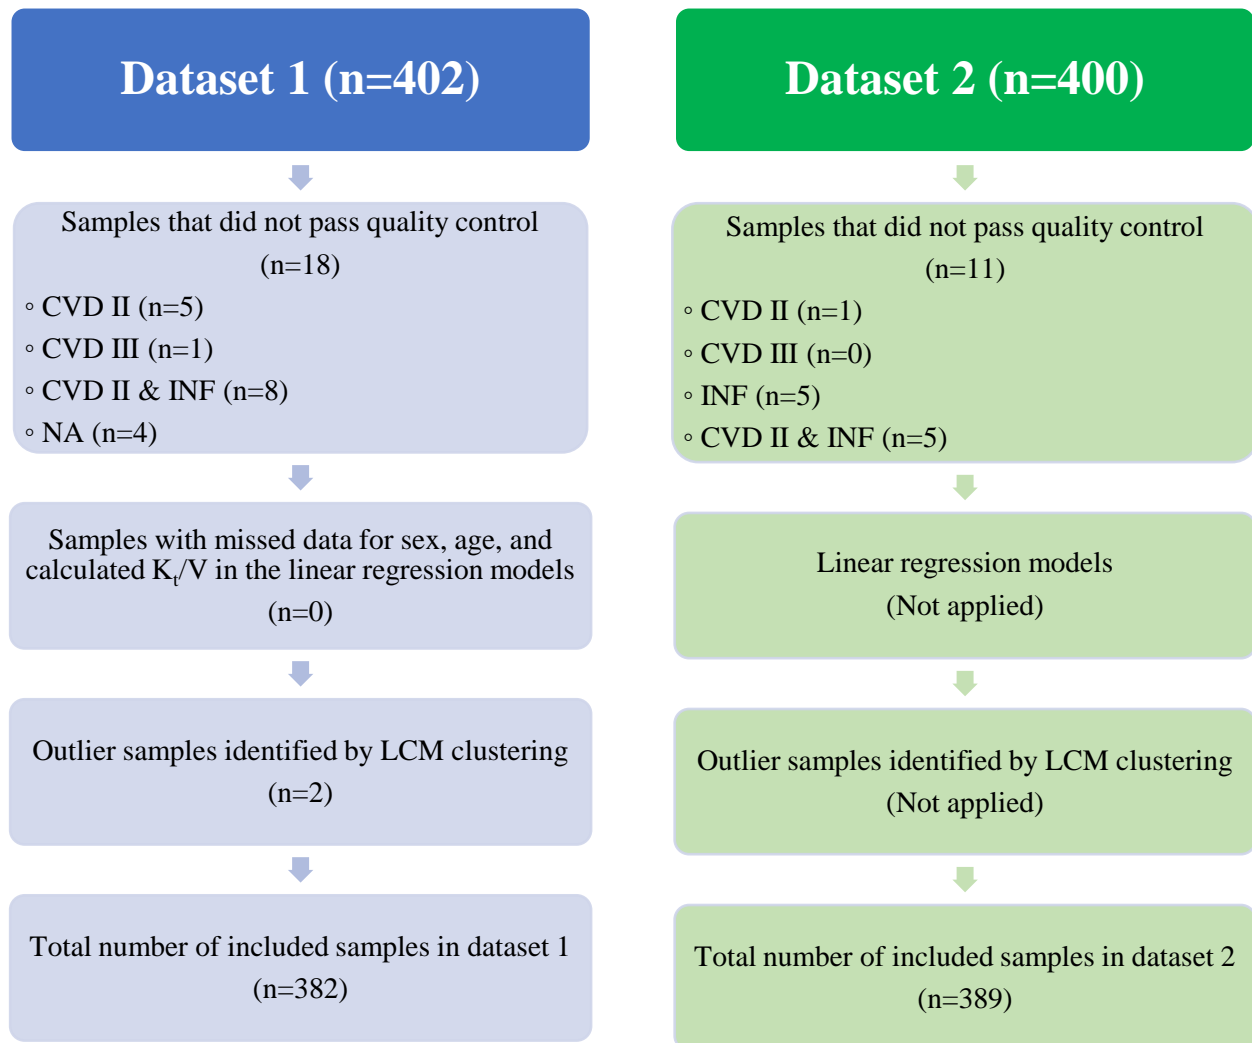 Dataset 1 (n=402)
Samples that did not pass quality control
(n=18)
◦ CVD II (n=5)
◦ CVD III (n=1)
◦ CVD II & INF (n=8)
◦ NA (n=4)
Samples with missed data for sex, age, and
calculated Kₜ/V in the linear regression models
(n=0)
Outlier samples identified by LCM clustering
(n=2)
Total number of included samples in dataset 1
(n=382)
Dataset 2 (n=400)
Samples that did not pass quality control
(n=11)
◦ CVD II (n=1)
◦ CVD III (n=0)
◦ INF (n=5)
◦ CVD II & INF (n=5)
Linear regression models
(Not applied)
Outlier samples identified by LCM clustering
(Not applied)
Total number of included samples in dataset 2
(n=389)